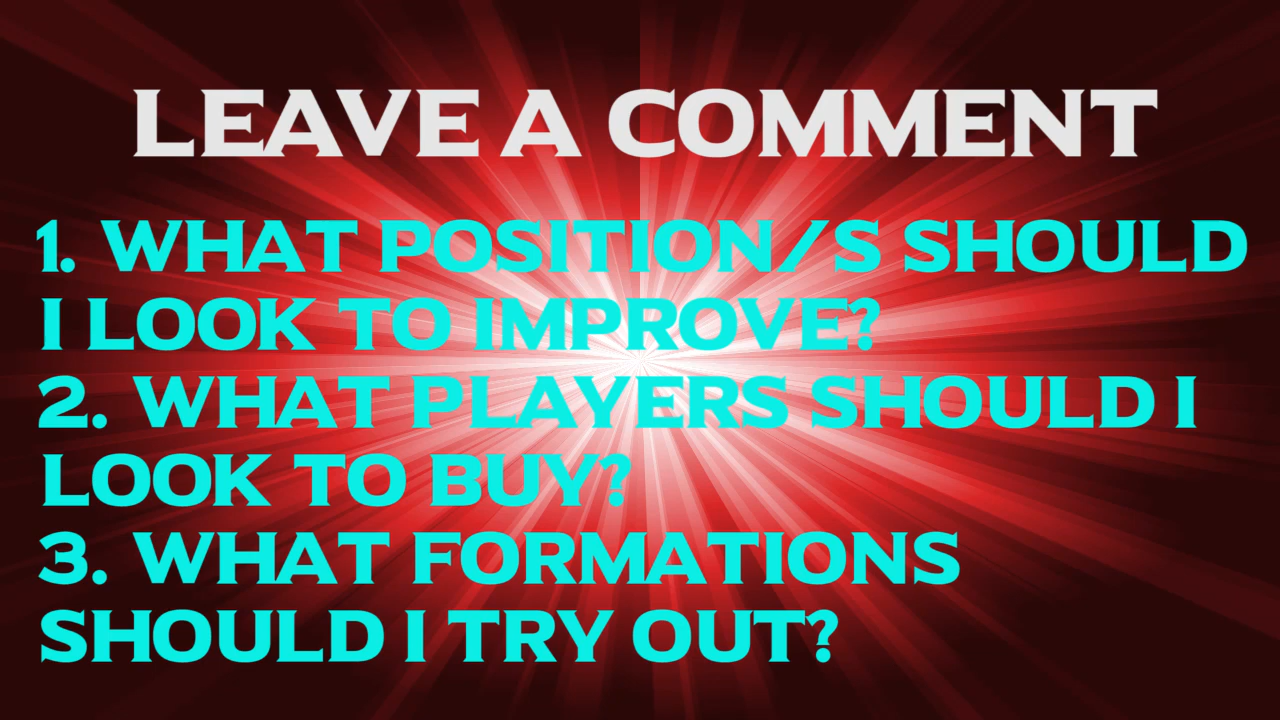 LEAVE A COMMENT
1. WHAT POSITION/S SHOULD
I LOOK TO IMPROVE?
2. WHAT PLAYERS SHOULD I
LOOK TO BUY?
3. WHAT FORMATIONS
SHOULD I TRY OUT?